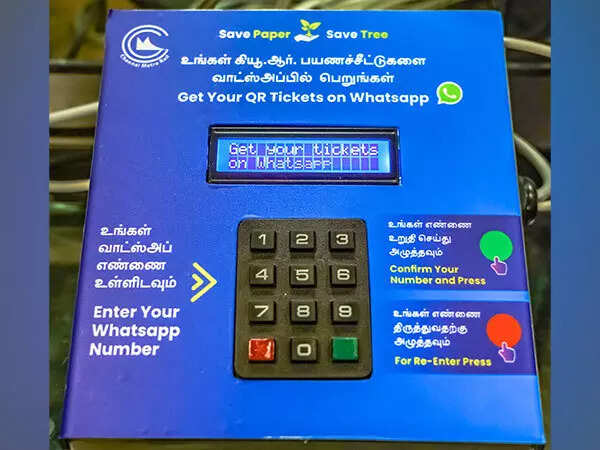 Save Paper Save Tree
Chennai Metro Rail
உங்கள் கியூ.ஆர். பயணச்சீட்டுகளை
வாட்ஸ்அப்பில் பெறுங்கள்
Get Your QR Tickets on Whatsapp
Get your tickets
on Whatsapp
உங்கள்
வாட்ஸ்அப்
எண்ணை
உள்ளிடவும்
Enter Your
Whatsapp
Number
1 2 3
4 5 6
7 8 9
0
உங்கள் எண்ணை
உறுதி செய்து
அழுத்தவும்
Confirm Your
Number and Press
உங்கள் எண்ணை
திருத்துவதற்கு
அழுத்தவும்
For Re-Enter Press